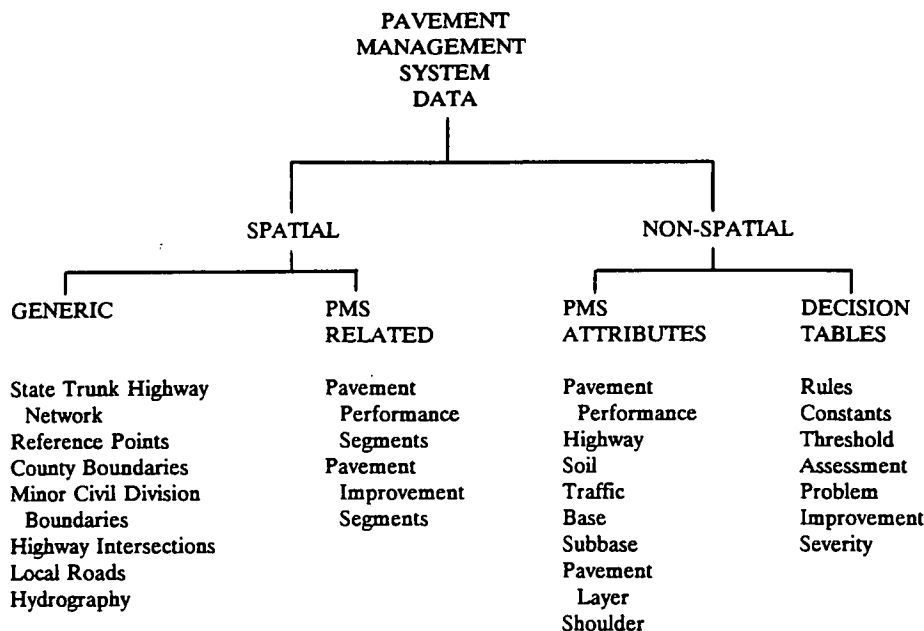 PAVEMENT
MANAGEMENT
SYSTEM
DATA
SPATIAL
NON-SPATIAL
GENERIC
State Trunk Highway
Network
Reference Points
County Boundaries
Minor Civil Division
Boundaries
Highway Intersections
Local Roads
Hydrography
PMS
RELATED
Pavement
Performance
Segments
Pavement
Improvement
Segments
PMS
ATTRIBUTES
Pavement
Performance
Highway
Soil
Traffic
Base
Subbase
Pavement
Layer
Shoulder
DECISION
TABLES
Rules
Constants
Threshold
Assessment
Problem
Improvement
Severity